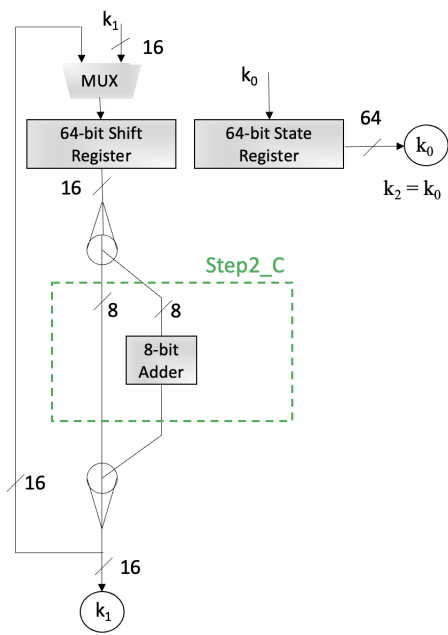 k1
16
MUX
k0
64-bit Shift
Register
64-bit State
Register
64
k0
k2 = k0
16
Step2_C
8
8
8-bit
Adder
16
16
k1